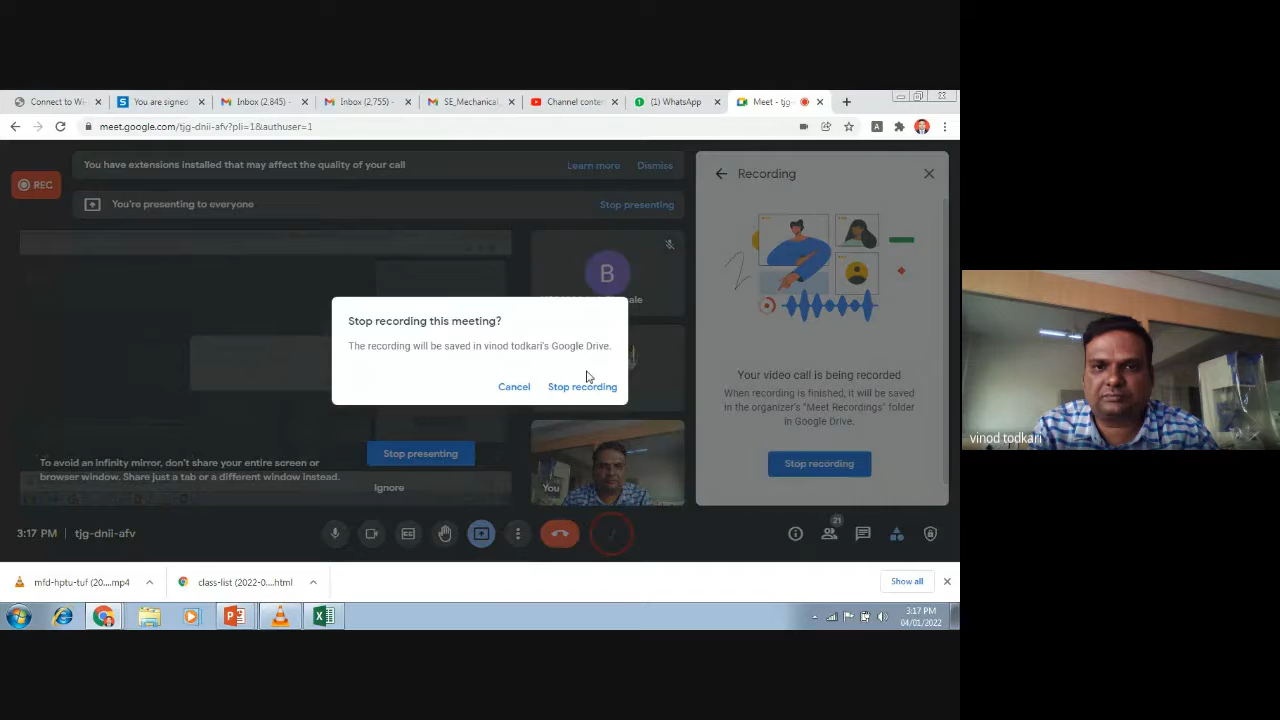 Connect to Wi-
You are signed
Inbox (2,845) -
Inbox (2,755) -
SE_Mechanical
Channel conten
(1) WhatsApp
Meet - tjg-
meet.google.com/tjg-dnii-afv?pli=1&authuser=1
You have extensions installed that may affect the quality of your call
Learn more
Dismiss
REC
You're presenting to everyone
Stop presenting
Recording
B
ale
2
Stop recording this meeting?
The recording will be saved in vinod todkari's Google Drive.
Cancel
Stop recording
Your video call is being recorded
When recording is finished, it will be saved
in the organizer's "Meet Recordings" folder
in Google Drive.
Stop recording
Stop presenting
To avoid an infinity mirror, don't share your entire screen or
browser window. Share just a tab or a different window instead.
Ignore
You
vinod todkari
3:17 PM | tjg-dnii-afv
21
mfd-hptu-tuf (20....mp4
class-list (2022-0....html
Show all
3:17 PM
04/01/2022